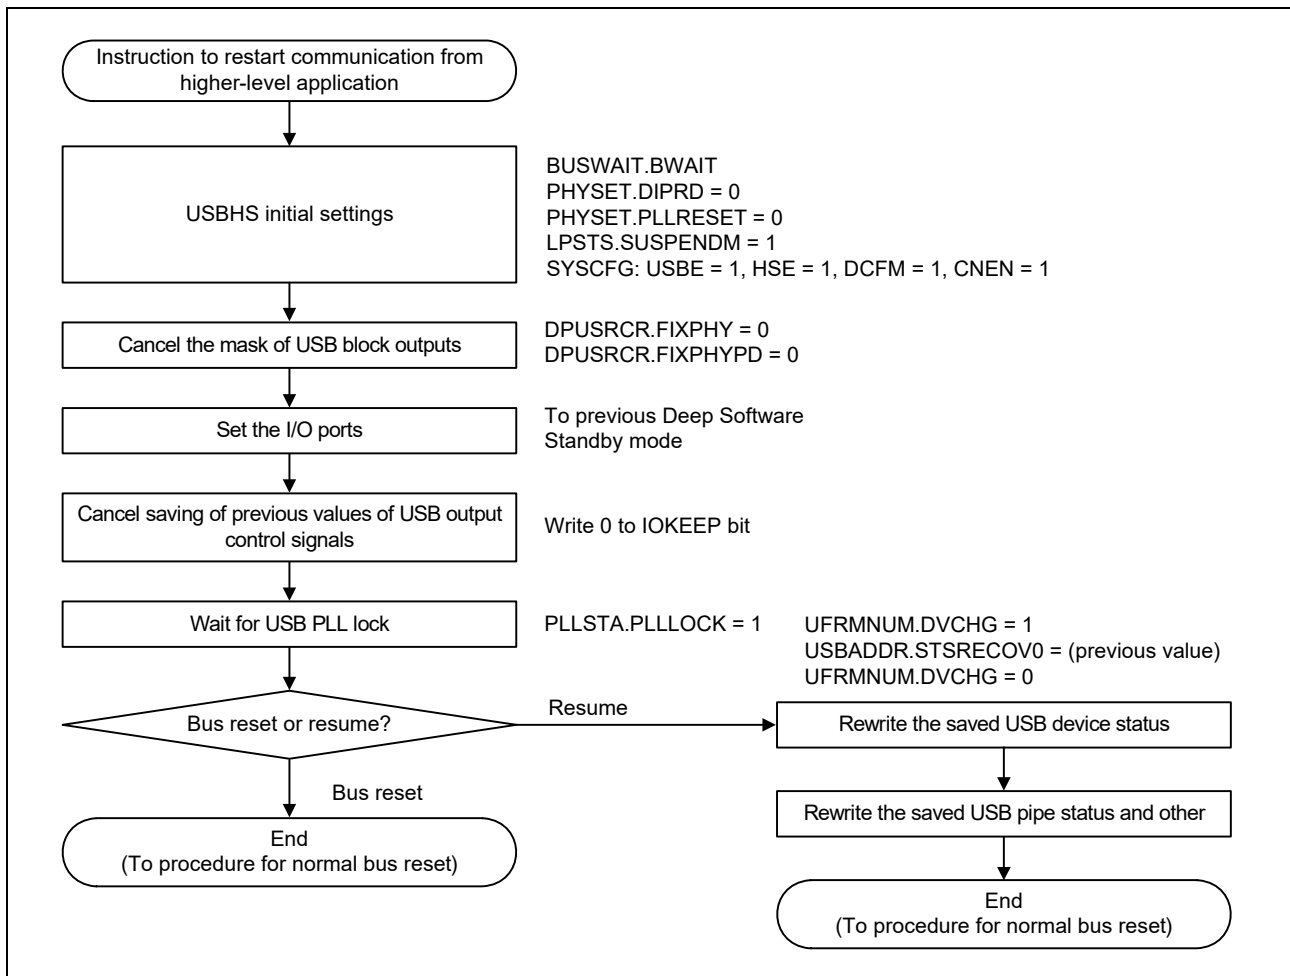 Instruction to restart communication from
higher-level application
USBHS initial settings
BUSWAIT.BWAIT
PHYSET.DIPRD = 0
PHYSET.PLLRESET = 0
LPSTS.SUSPENDM = 1
SYSCFG: USBE = 1, HSE = 1, DCFM = 1, CNEN = 1
Cancel the mask of USB block outputs
DPUSRCR.FIXPHY = 0
DPUSRCR.FIXPHYPD = 0
Set the I/O ports
To previous Deep Software
Standby mode
Cancel saving of previous values of USB output
control signals
Write 0 to IOKEEP bit
Wait for USB PLL lock
PLLSTA.PLLLOCK = 1
UFRMNUM.DVCHG = 1
USBADDR.STSRECOV0 = (previous value)
UFRMNUM.DVCHG = 0
Bus reset or resume?
Resume
Rewrite the saved USB device status
Bus reset
Rewrite the saved USB pipe status and other
End
(To procedure for normal bus reset)
End
(To procedure for normal bus reset)